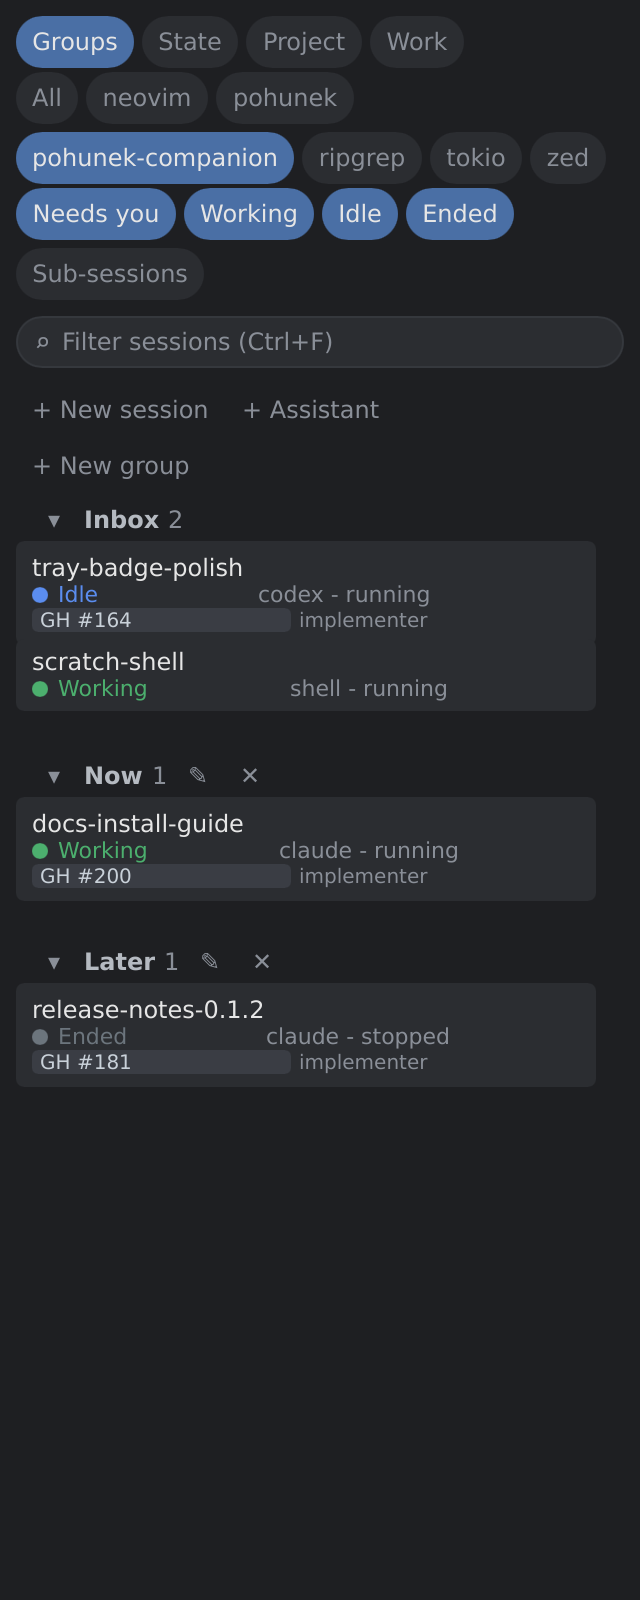 Groups State Project Work
All neovim pohunek
pohunek-companion ripgrep tokio zed
Needs you Working Idle Ended
Sub-sessions
Filter sessions (Ctrl+F)
+ New session + Assistant
+ New group
▾ Inbox 2
tray-badge-polish
Idle codex - running
GH #164 implementer
scratch-shell
Working shell - running
▾ Now 1 ✎ ✕
docs-install-guide
Working claude - running
GH #200 implementer
▾ Later 1 ✎ ✕
release-notes-0.1.2
Ended claude - stopped
GH #181 implementer